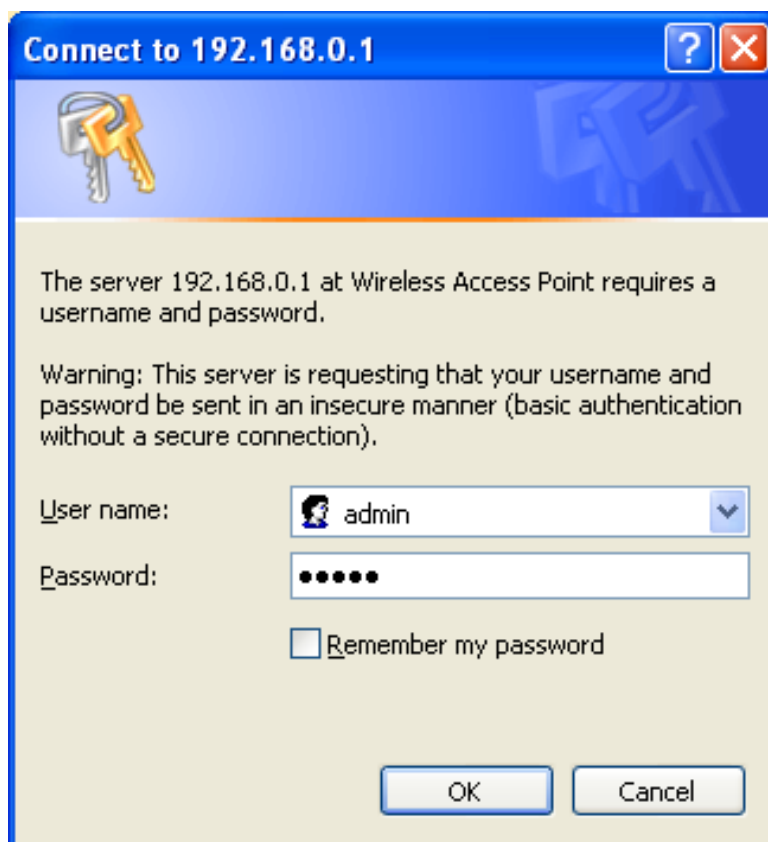 Connect to 192.168.0.1
The server 192.168.0.1 at Wireless Access Point requires a
username and password.
Warning: This server is requesting that your username and
password be sent in an insecure manner (basic authentication
without a secure connection).
User name:
admin
Password:
•••••
Remember my password
OK
Cancel